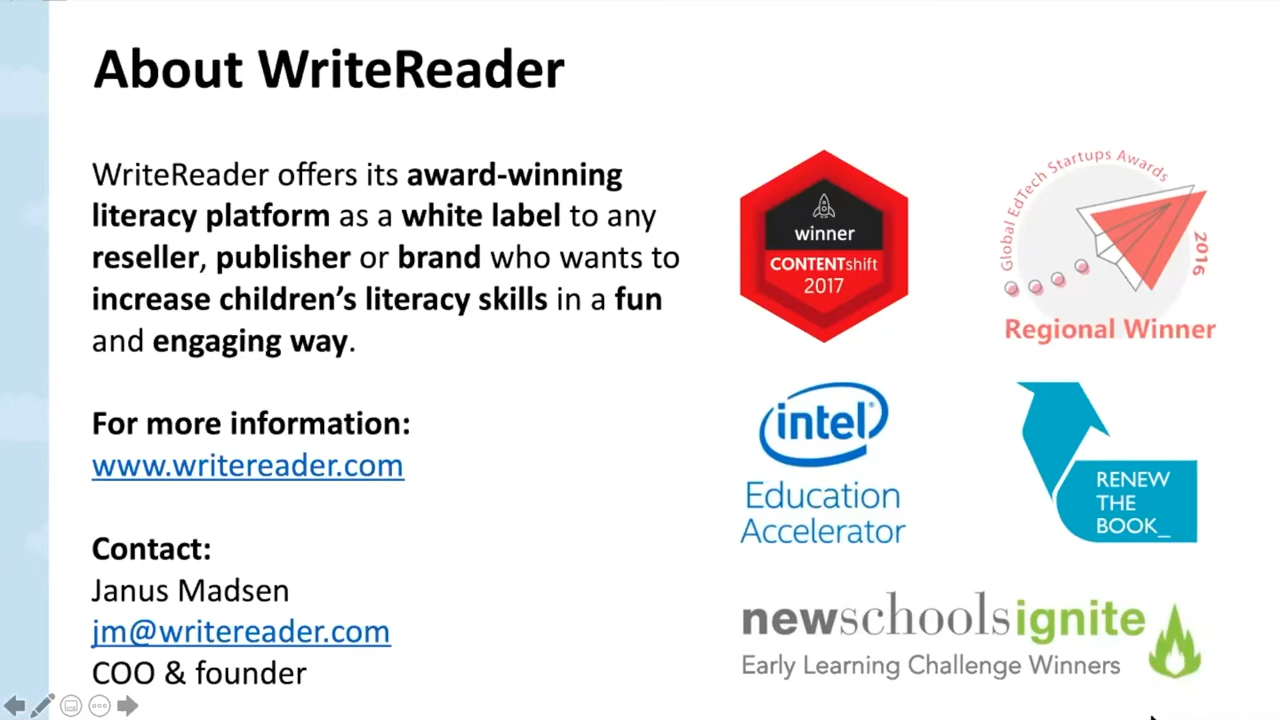 About WriteReader
WriteReader offers its award-winning
literacy platform as a white label to any
reseller, publisher or brand who wants to
increase children’s literacy skills in a fun
and engaging way.
For more information:
www.writereader.com
Contact:
Janus Madsen
jm@writereader.com
COO & founder
winner
CONTENTshift
2017
Global EdTech Startups Awards
2016
Regional Winner
intel®
Education
Accelerator
RENEW
THE
BOOK_
newschoolsignite
Early Learning Challenge Winners